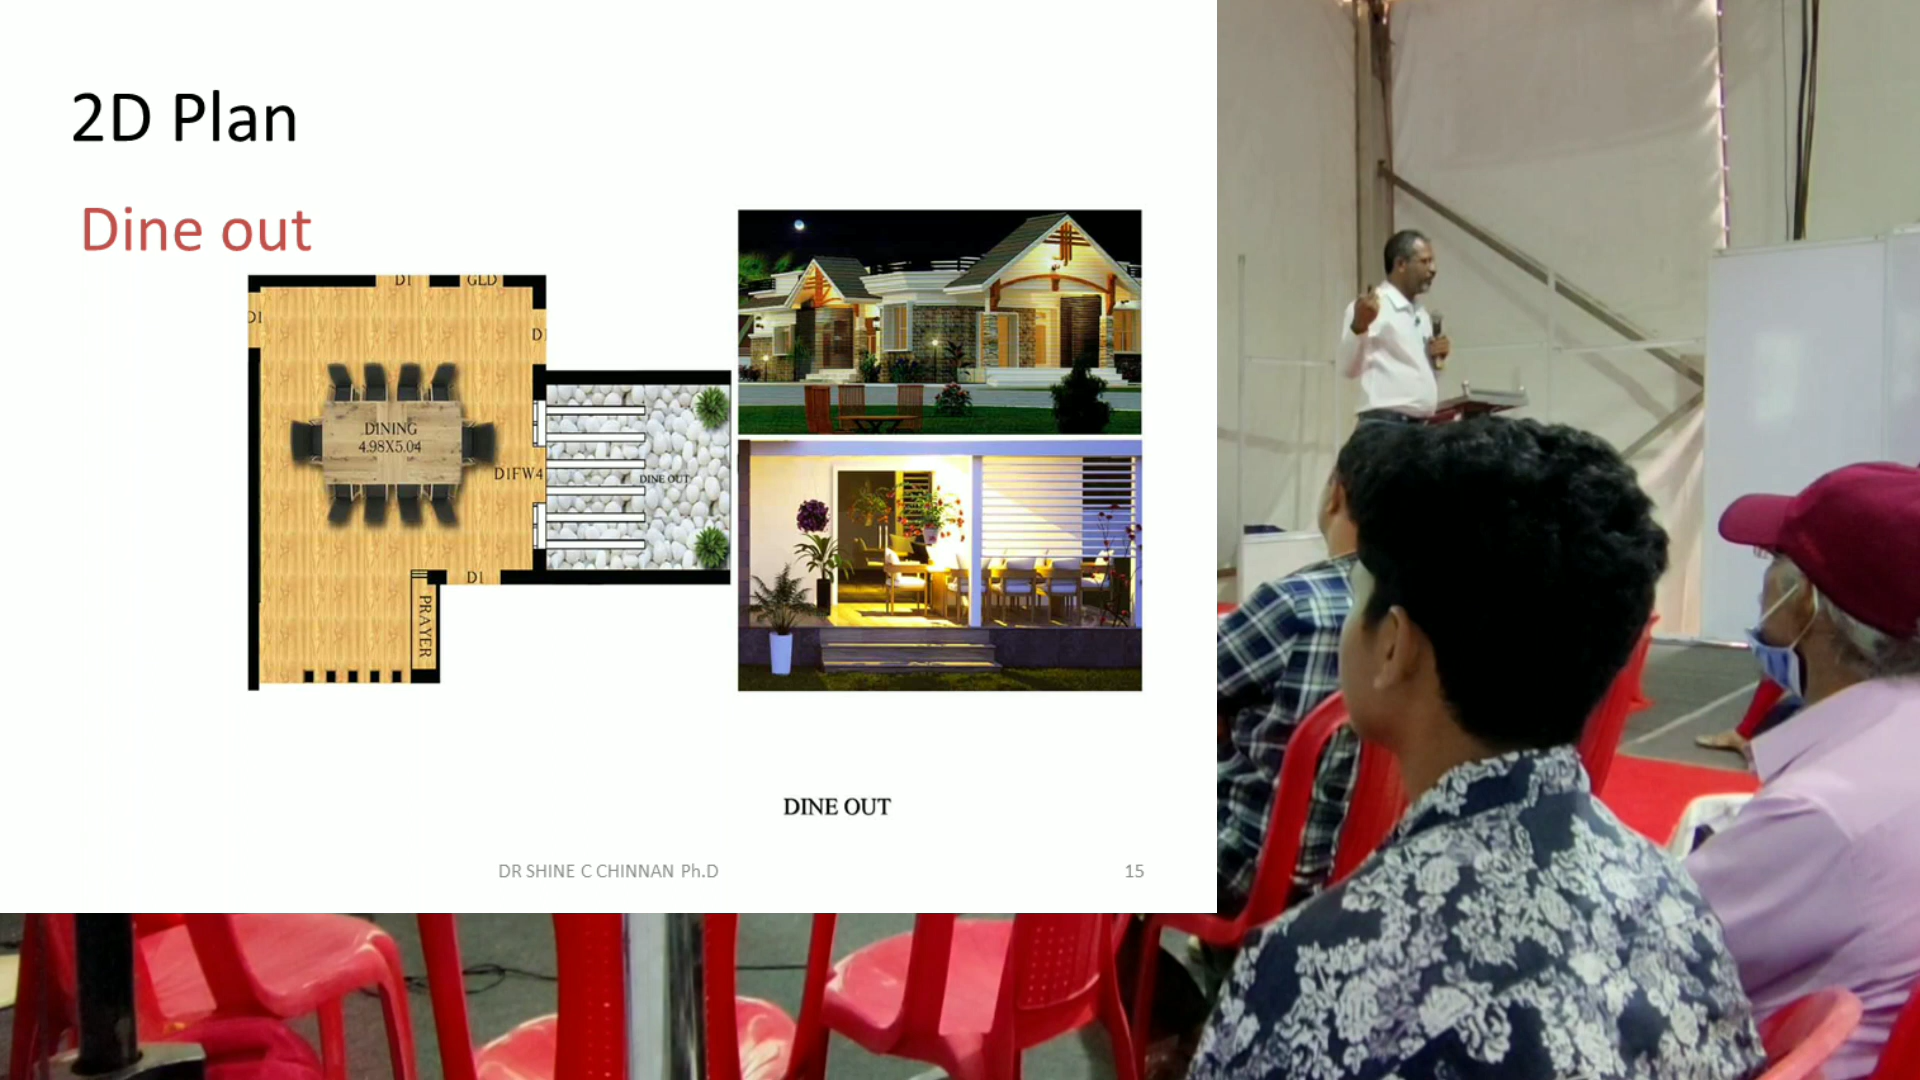 2D Plan
Dine out
D1
GLD
D1
D
DINING
4.98X5.04
D1FW4
DINE OUT
D1
PRAYER
DINE OUT
DR SHINE C CHINNAN Ph.D
15